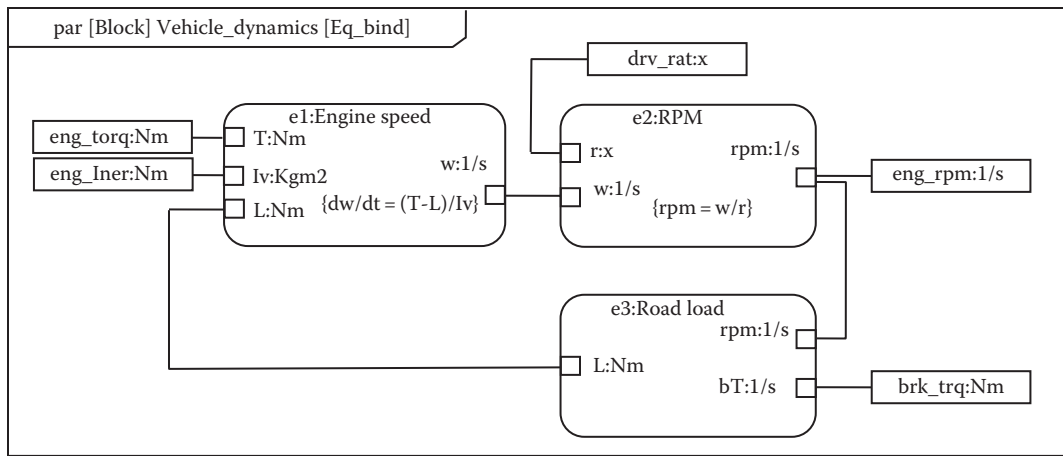 par [Block] Vehicle_dynamics [Eq_bind]
drv_rat:x
e1:Engine speed
eng_torq:Nm
T:Nm
eng_Iner:Nm
Iv:Kgm2
w:1/s
L:Nm
{dw/dt = (T-L)/Iv}
e2:RPM
r:x
rpm:1/s
w:1/s
{rpm = w/r}
eng_rpm:1/s
e3:Road load
rpm:1/s
L:Nm
bT:1/s
brk_trq:Nm